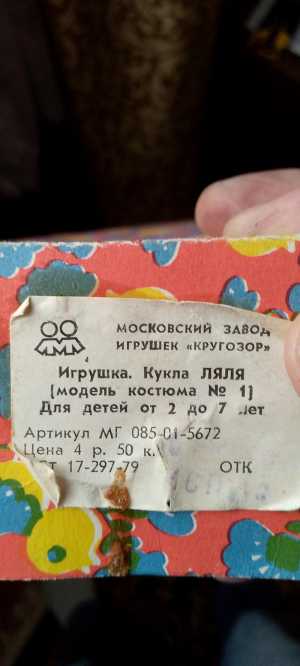 МОСКОВСКИЙ ЗАВОД
ИГРУШЕК «КРУГОЗОР»
Игрушка. Кукла ЛЯЛЯ
(модель костюма № 1)
Для детей от 2 до 7 лет
Артикул МГ 085-01-5672
Цена 4 р. 50 к.
17-297-79 ОТК